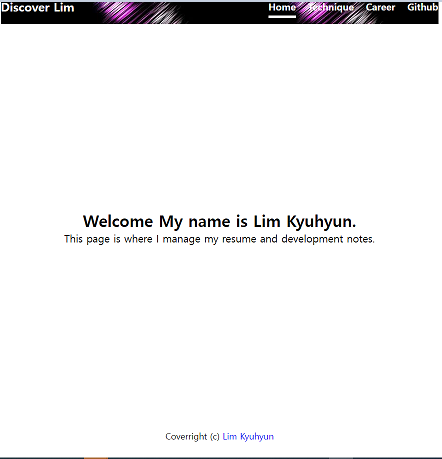 Discover Lim
Home Technique Career Github
Welcome My name is Lim Kyuhyun.
This page is where I manage my resume and development notes.
Coverright (c) Lim Kyuhyun